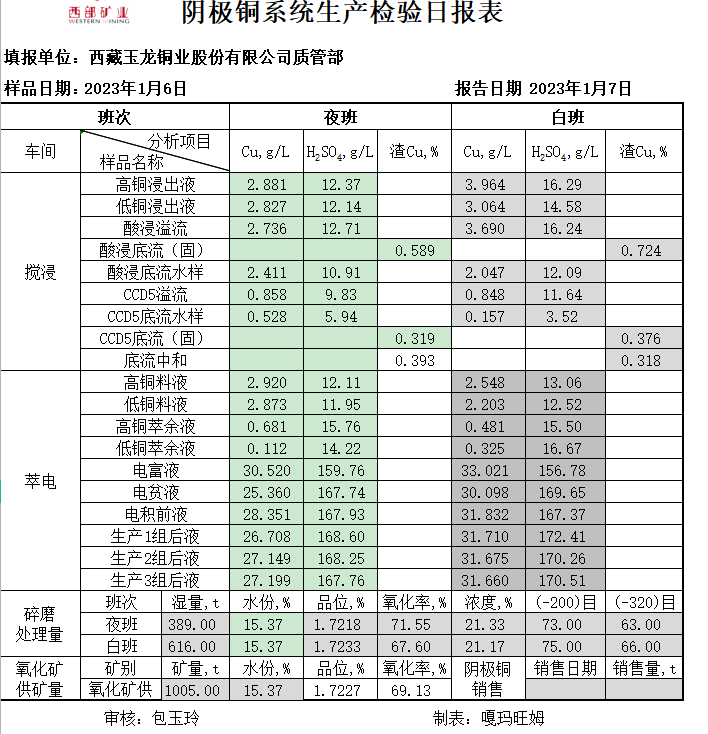 西部矿业 阴极铜系统生产检验日报表
WESTERN MINING
填报单位：西藏玉龙铜业股份有限公司质管部
样品日期：2023年1月6日 报告日期 2023年1月7日
班次 夜班 白班
车间 分析项目 样品名称 Cu,g/L H₂SO₄,g/L 渣Cu,% Cu,g/L H₂SO₄,g/L 渣Cu,%
搅浸
高铜浸出液 2.881 12.37 3.964 16.29
低铜浸出液 2.827 12.14 3.064 14.58
酸浸溢流 2.736 12.71 3.690 16.24
酸浸底流（固） 0.589 0.724
酸浸底流水样 2.411 10.91 2.047 12.09
CCD5溢流 0.858 9.83 0.848 11.64
CCD5底流水样 0.528 5.94 0.157 3.52
CCD5底流（固） 0.319 0.376
底流中和 0.393 0.318
萃电
高铜料液 2.920 12.11 2.548 13.06
低铜料液 2.873 11.95 2.203 12.52
高铜萃余液 0.681 15.76 0.481 15.50
低铜萃余液 0.112 14.22 0.325 16.67
电富液 30.520 159.76 33.021 156.78
电贫液 25.360 167.74 30.098 169.65
电积前液 28.351 167.93 31.832 167.37
生产1组后液 26.708 168.60 31.710 172.41
生产2组后液 27.149 168.25 31.675 170.26
生产3组后液 27.199 167.76 31.660 170.51
碎磨处理量
班次 湿量,t 水份,% 品位,% 氧化率,% 浓度,% (-200)目 (-320)目
夜班 389.00 15.37 1.7218 71.55 21.33 73.00 63.00
白班 616.00 15.37 1.7233 67.60 21.17 75.00 66.00
氧化矿供矿量
矿别 矿量,t 水份,% 品位,% 氧化率,% 阴极铜销售 销售日期 销售量,t
氧化矿供 1005.00 15.37 1.7227 69.13
审核：包玉玲 制表：嘎玛旺姆